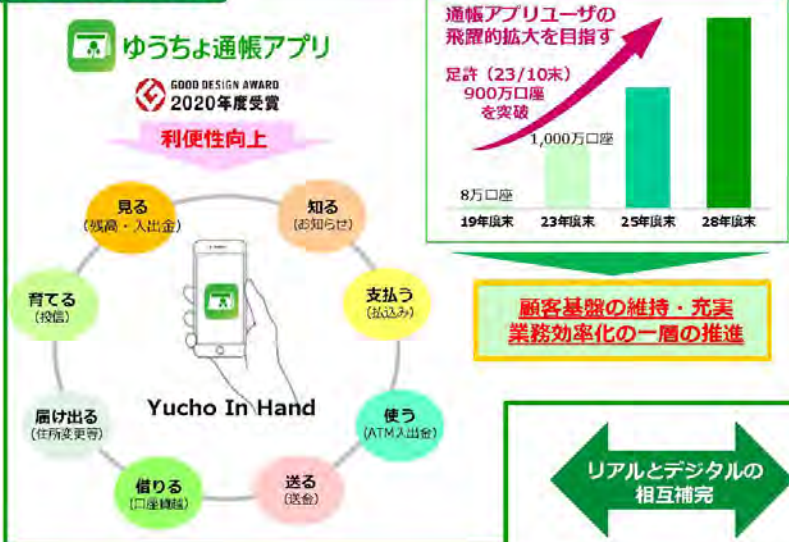 ゆうちょ通帳アプリ
GOOD DESIGN AWARD
2020年度受賞
利便性向上
見る
(残高・入出金)
知る
(お知らせ)
育てる
(投信)
支払う
(払込み)
届け出る
(住所変更等)
Yucho In Hand
使う
(ATM入出金)
借りる
(口座貸越)
送る
(送金)
通帳アプリユーザの
飛躍的拡大を目指す
足許（23/10末）
900万口座
を突破
1,000万口座
8万口座
19年度末 23年度末 25年度末 28年度末
顧客基盤の維持・充実
業務効率化の一層の推進
リアルとデジタルの
相互補完